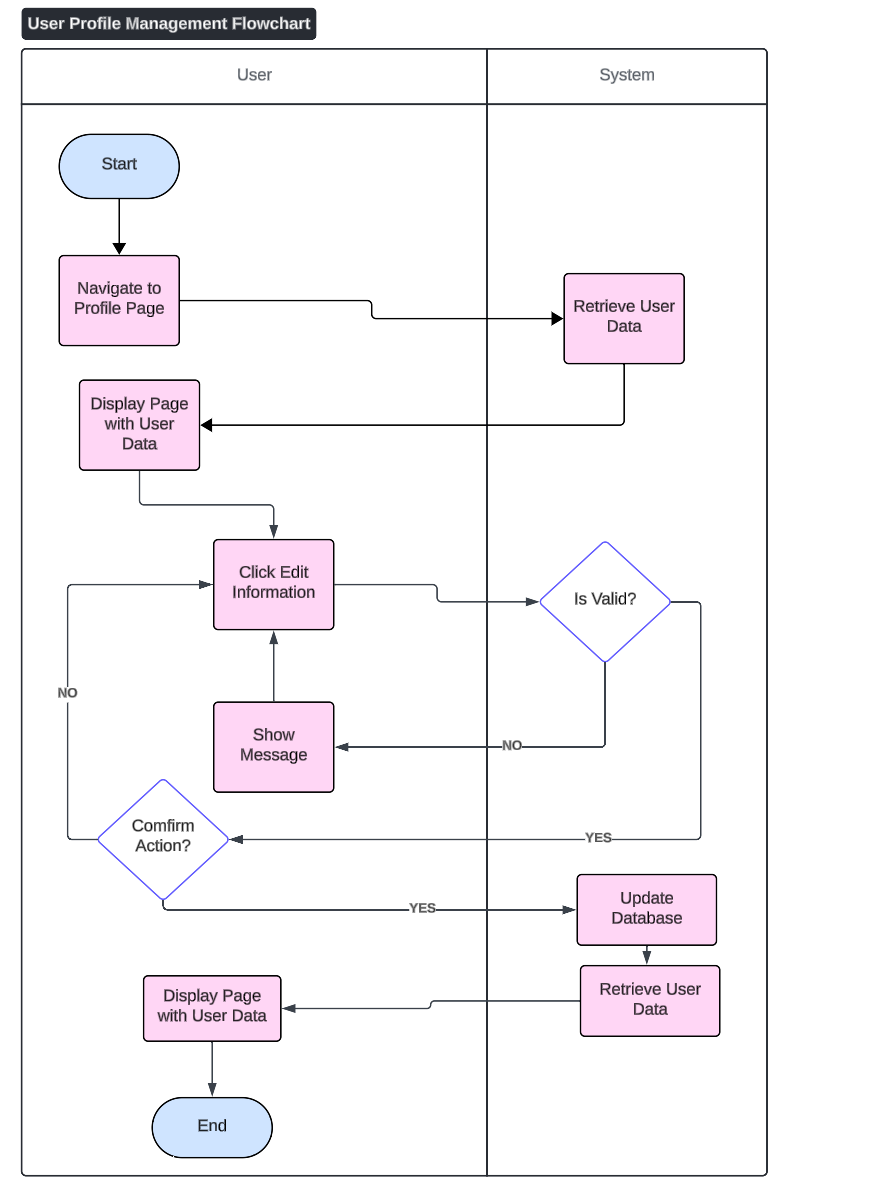 User Profile Management Flowchart
User
System
Start
Navigate to
Profile Page
Retrieve User
Data
Display Page
with User
Data
Click Edit
Information
Is Valid?
NO
Show
Message
NO
Comfirm
Action?
YES
YES
Update
Database
Retrieve User
Data
Display Page
with User Data
End